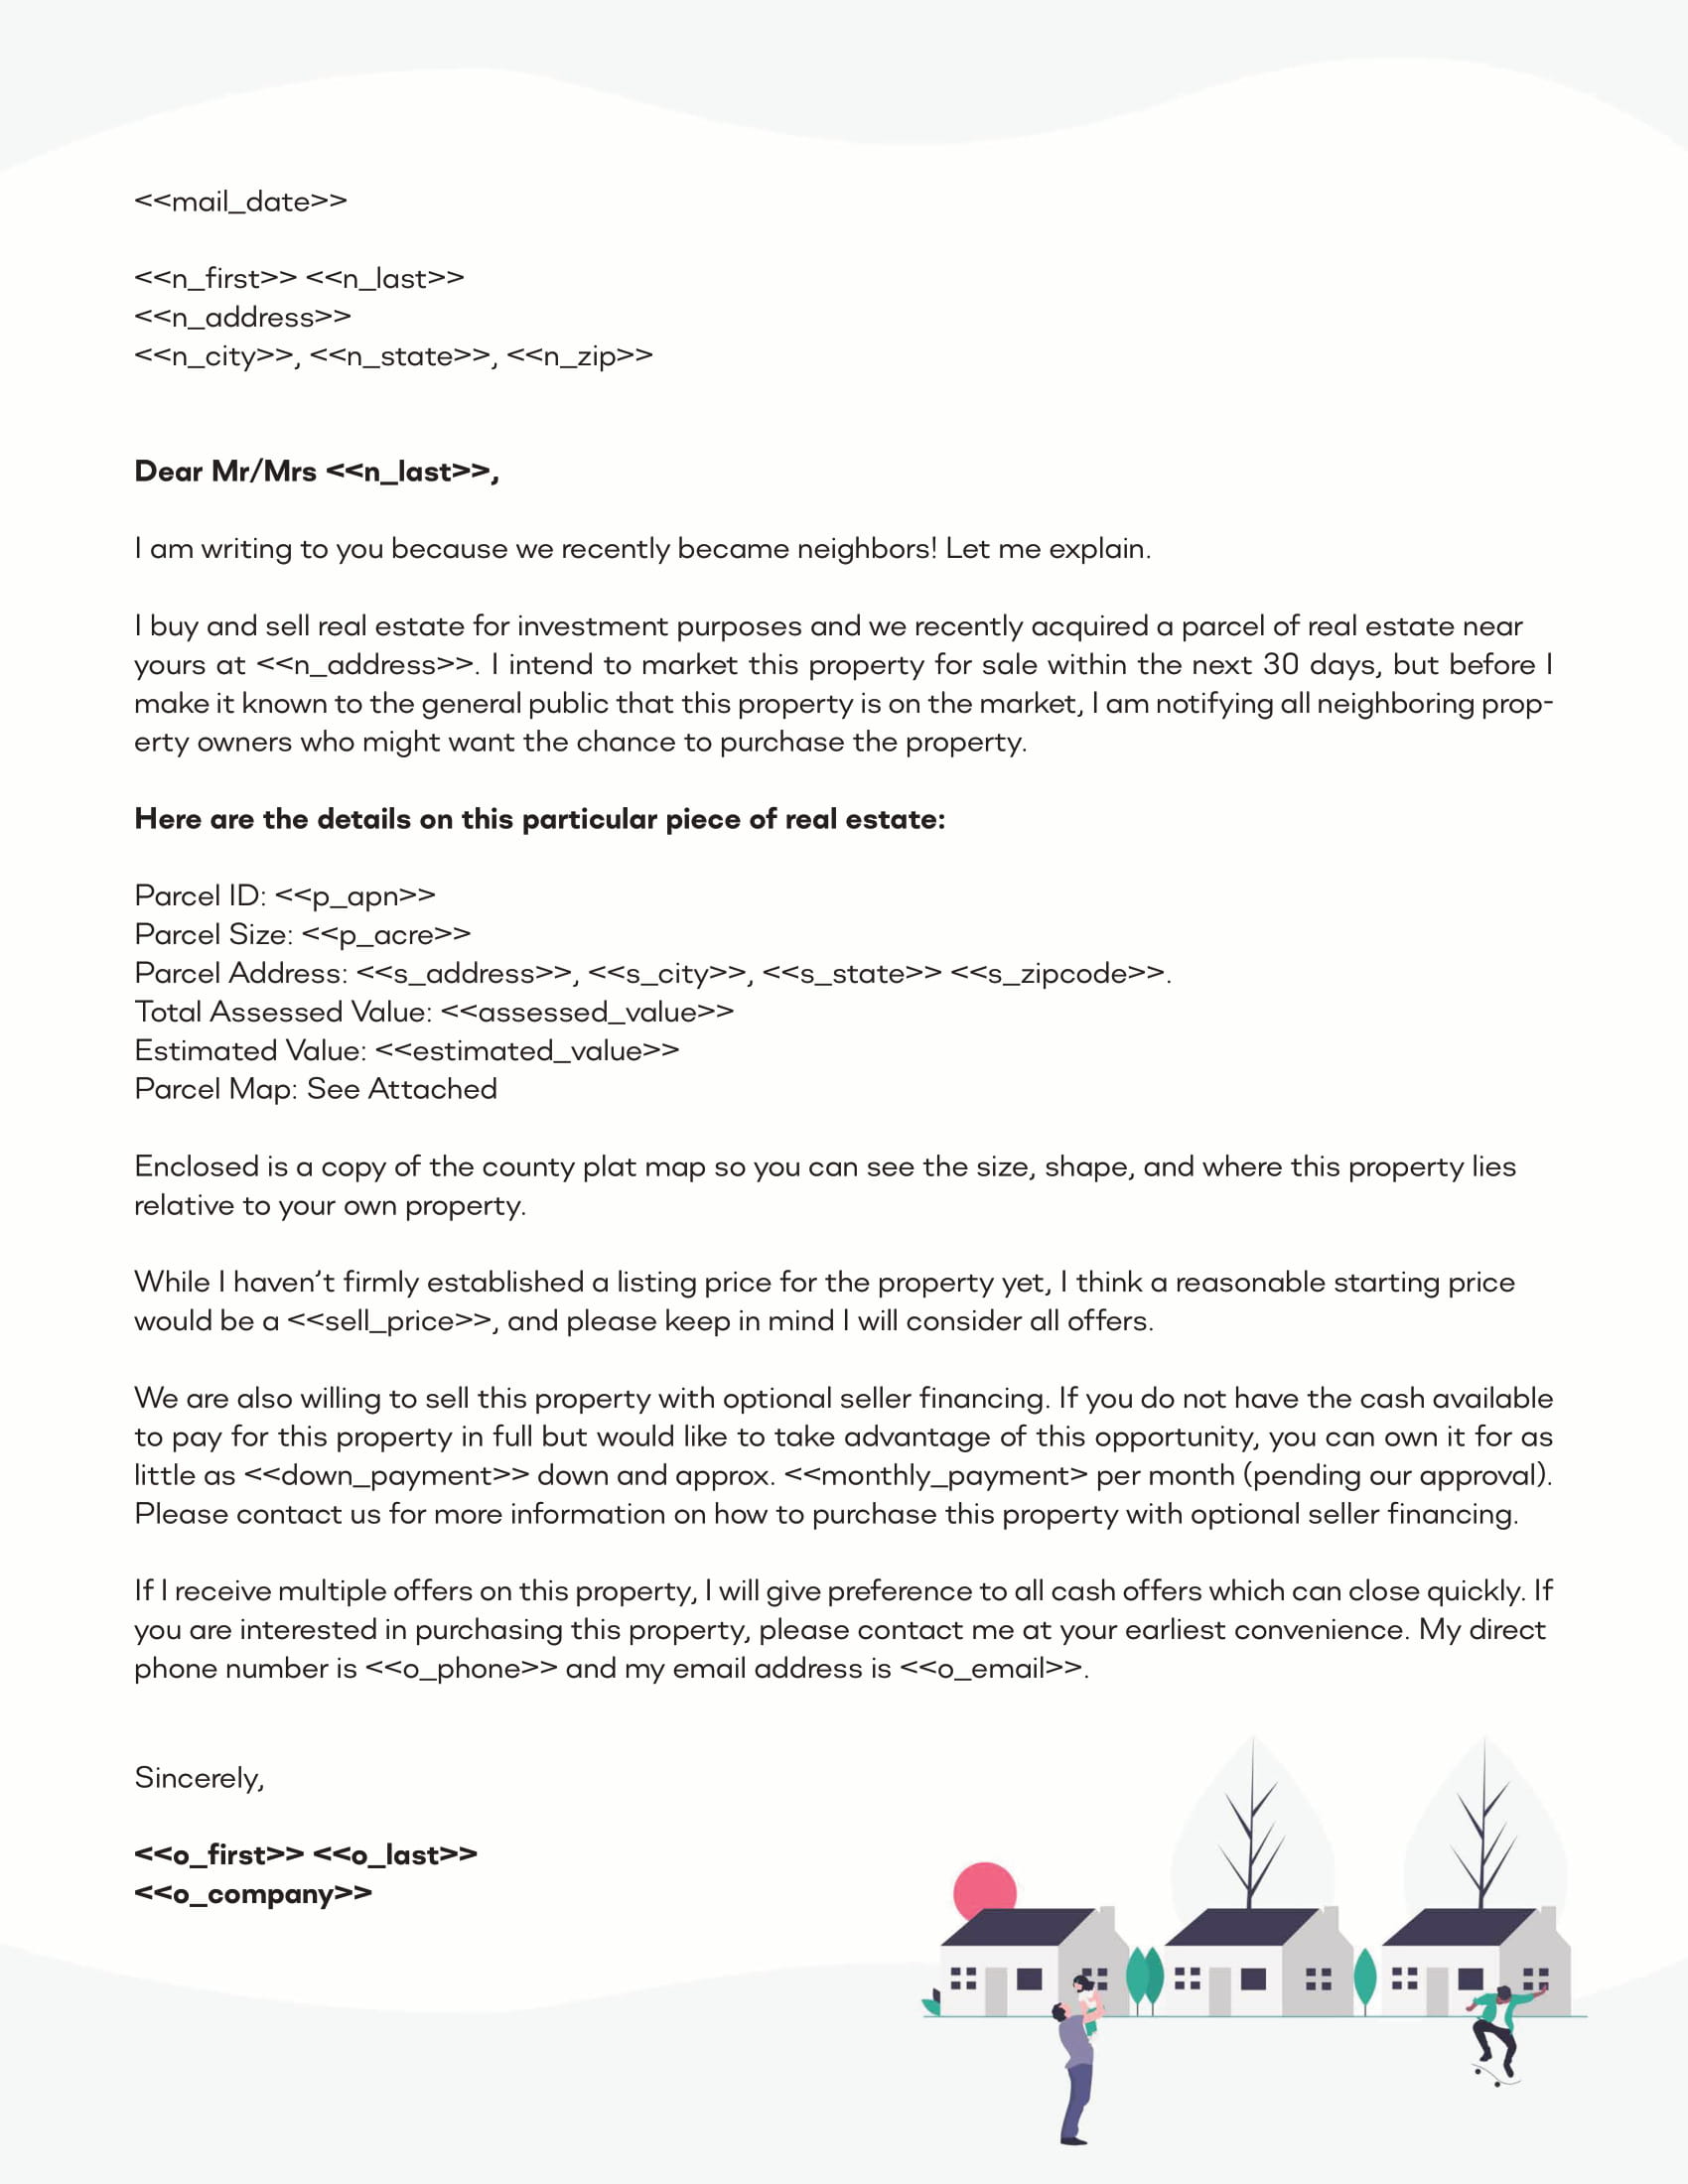 <<mail_date>>
<<n_first>> <<n_last>>
<<n_address>>
<<n_city>>, <<n_state>>, <<n_zip>>
Dear Mr/Mrs <<n_last>>,
I am writing to you because we recently became neighbors! Let me explain.
I buy and sell real estate for investment purposes and we recently acquired a parcel of real estate near
yours at <<n_address>>. I intend to market this property for sale within the next 30 days, but before I
make it known to the general public that this property is on the market, I am notifying all neighboring prop-
erty owners who might want the chance to purchase the property.
Here are the details on this particular piece of real estate:
Parcel ID: <<p_apn>>
Parcel Size: <<p_acre>>
Parcel Address: <<s_address>>, <<s_city>>, <<s_state>> <<s_zipcode>>.
Total Assessed Value: <<assessed_value>>
Estimated Value: <<estimated_value>>
Parcel Map: See Attached
Enclosed is a copy of the county plat map so you can see the size, shape, and where this property lies
relative to your own property.
While I haven’t firmly established a listing price for the property yet, I think a reasonable starting price
would be a <<sell_price>>, and please keep in mind I will consider all offers.
We are also willing to sell this property with optional seller financing. If you do not have the cash available
to pay for this property in full but would like to take advantage of this opportunity, you can own it for as
little as <<down_payment>> down and approx. <<monthly_payment> per month (pending our approval).
Please contact us for more information on how to purchase this property with optional seller financing.
If I receive multiple offers on this property, I will give preference to all cash offers which can close quickly. If
you are interested in purchasing this property, please contact me at your earliest convenience. My direct
phone number is <<o_phone>> and my email address is <<o_email>>.
Sincerely,
<<o_first>> <<o_last>>
<<o_company>>